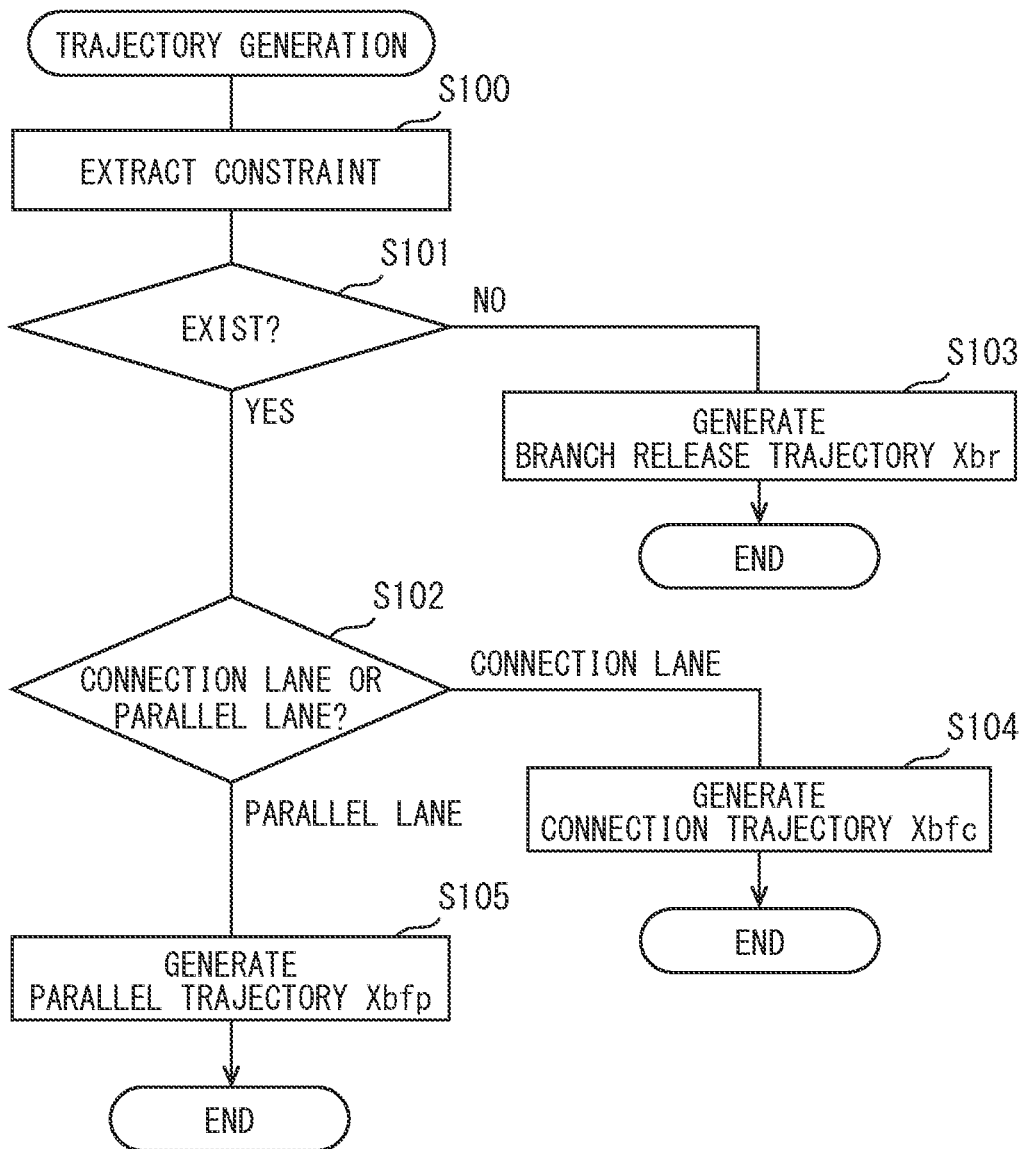 TRAJECTORY GENERATION
S100
EXTRACT CONSTRAINT
S101
EXIST?
NO
YES
S103
GENERATE
BRANCH RELEASE TRAJECTORY Xbr
END
S102
CONNECTION LANE OR
PARALLEL LANE?
CONNECTION LANE
PARALLEL LANE
S104
GENERATE
CONNECTION TRAJECTORY Xbfc
END
S105
GENERATE
PARALLEL TRAJECTORY Xbfp
END